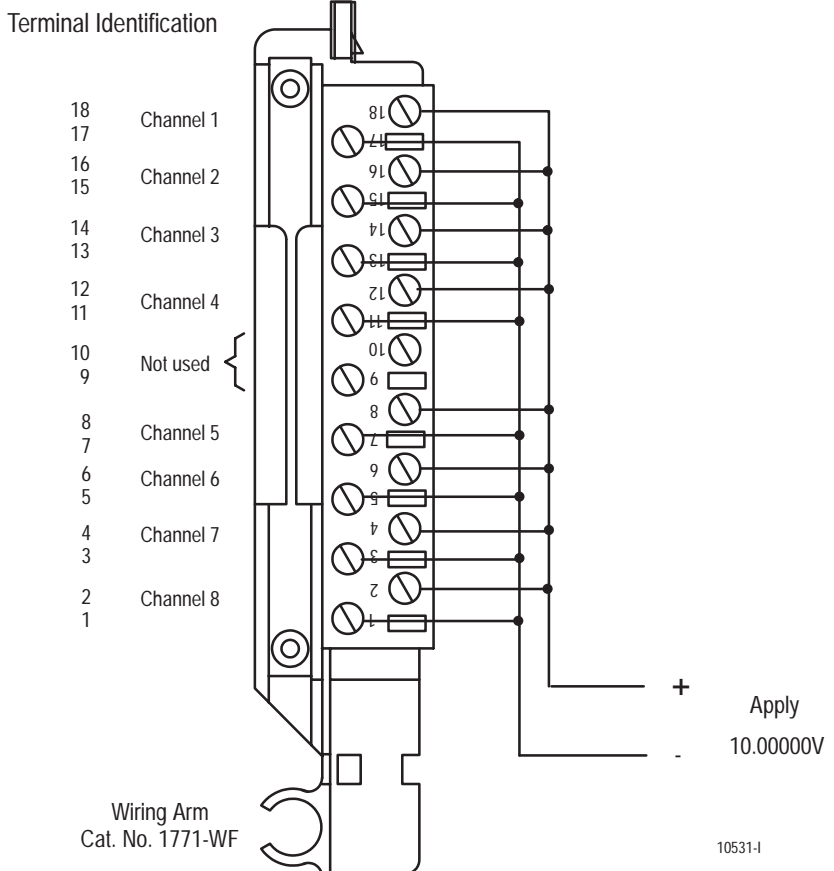 Terminal Identification
18
17
Channel 1
16
15
Channel 2
14
13
Channel 3
12
11
Channel 4
10
9
Not used
8
7
Channel 5
6
5
Channel 6
4
3
Channel 7
2
1
Channel 8
18
17
16
15
14
13
12
11
10
9
8
7
6
5
4
3
2
1
+
Apply
10.00000V
-
Wiring Arm
Cat. No. 1771-WF
10531-I